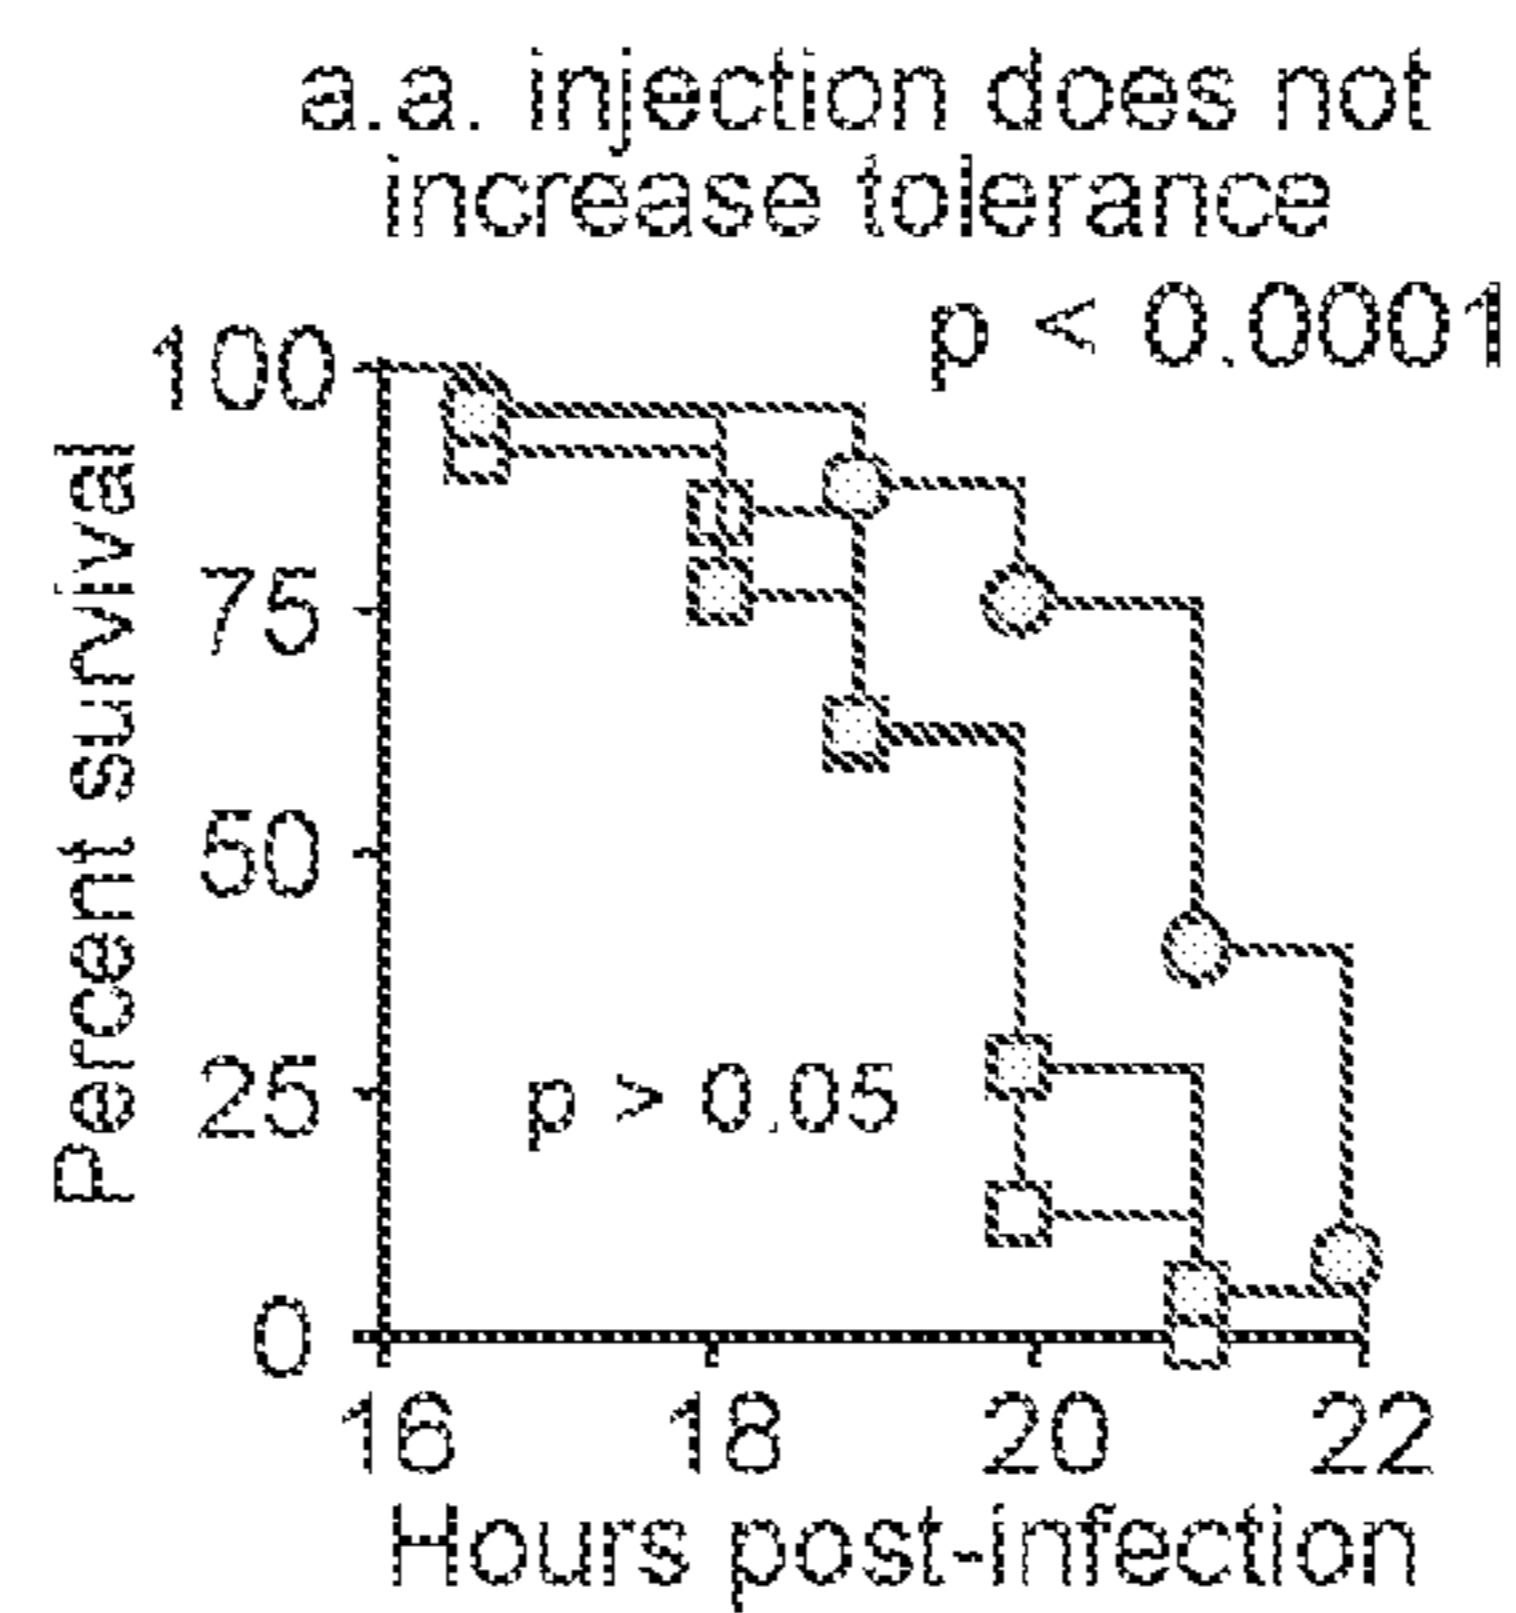 a.a. injection does not
increase tolerance
p < 0.0001
Percent survival
100
75
50
25
0
p > 0.05
16 18 20 22
Hours post-infection